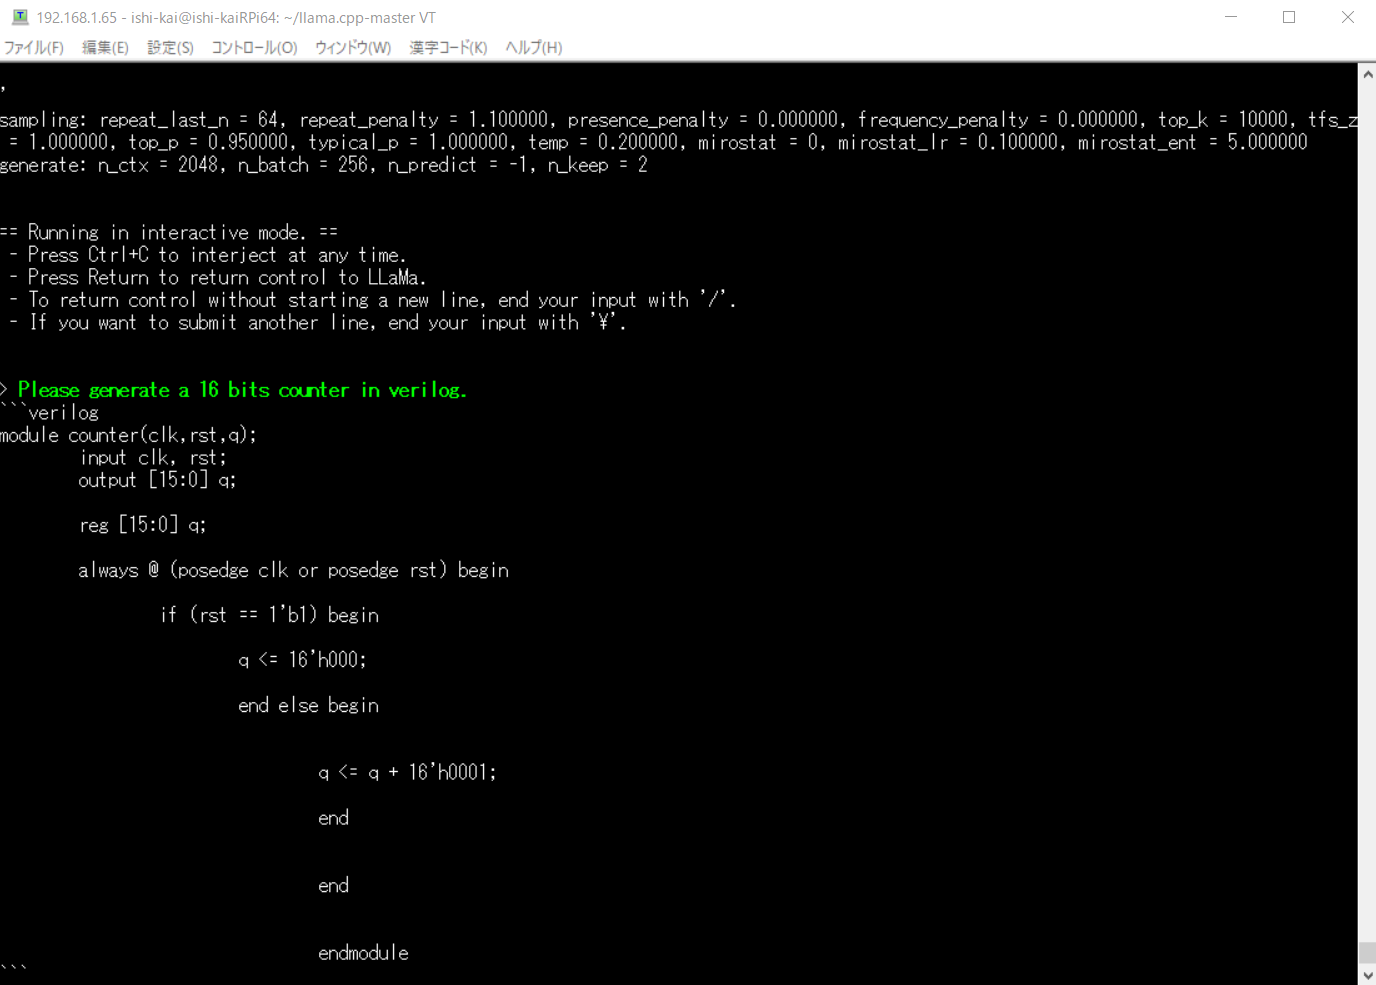 192.168.1.65 - ishi-kai@ishi-kaiRPi64: ~/llama.cpp-master VT
ファイル(F) 編集(E) 設定(S) コントロール(O) ウィンドウ(W) 漢字コード(K) ヘルプ(H)
,
sampling: repeat_last_n = 64, repeat_penalty = 1.100000, presence_penalty = 0.000000, frequency_penalty = 0.000000, top_k = 10000, tfs_z
 = 1.000000, top_p = 0.950000, typical_p = 1.000000, temp = 0.200000, mirostat = 0, mirostat_lr = 0.100000, mirostat_ent = 5.000000
generate: n_ctx = 2048, n_batch = 256, n_predict = -1, n_keep = 2
== Running in interactive mode. ==
 - Press Ctrl+C to interject at any time.
 - Press Return to return control to LLaMa.
 - To return control without starting a new line, end your input with '/'.
 - If you want to submit another line, end your input with '¥'.
> Please generate a 16 bits counter in verilog.
```verilog
module counter(clk,rst,q);
input clk, rst;
output [15:0] q;
reg [15:0] q;
always @ (posedge clk or posedge rst) begin
if (rst == 1'b1) begin
q <= 16'h000;
end else begin
q <= q + 16'h0001;
end
end
endmodule
```